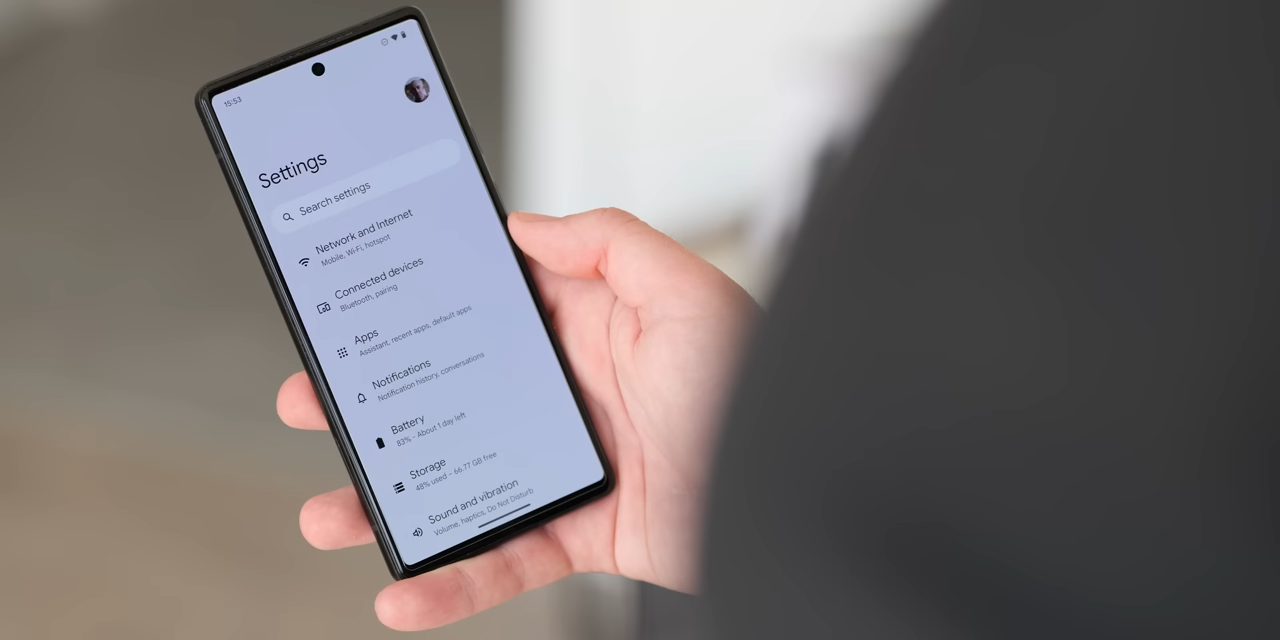 15:53
Settings
Search settings
Network and Internet
Mobile, Wi-Fi, hotspot
Connected devices
Bluetooth, pairing
Apps
Assistant, recent apps, default apps
Notifications
Notification history, conversations
Battery
83% - About 1 day left
Storage
48% used - 66.77 GB free
Sound and vibration
Volume, haptics, Do Not Disturb